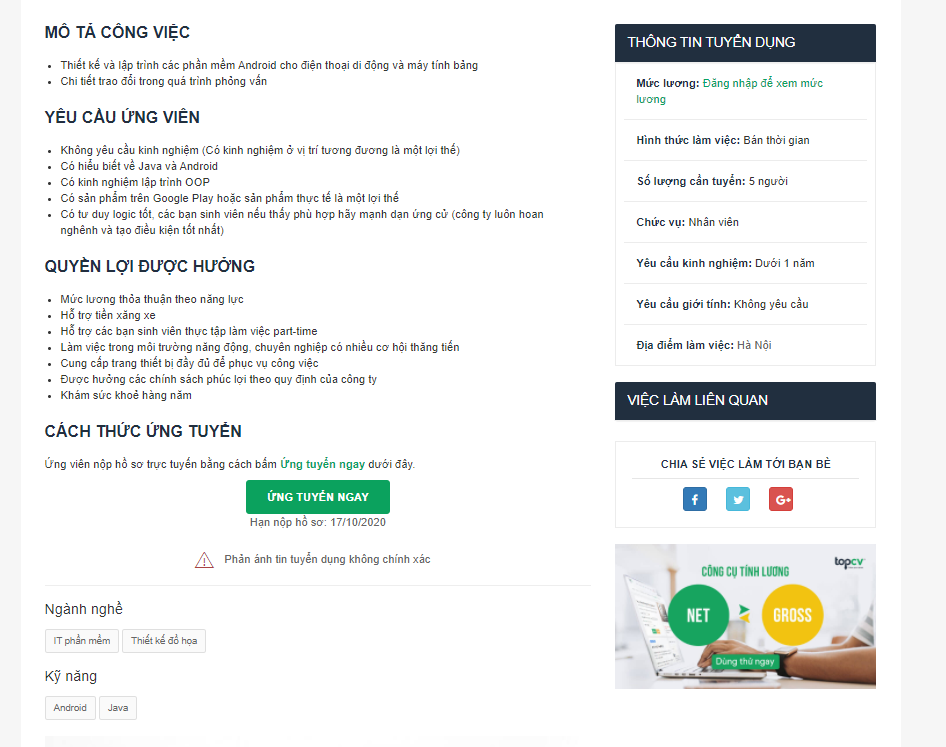 MÔ TẢ CÔNG VIỆC
Thiết kế và lập trình các phần mềm Android cho điện thoại di động và máy tính bảng
Chi tiết trao đổi trong quá trình phỏng vấn
YÊU CẦU ỨNG VIÊN
Không yêu cầu kinh nghiệm (Có kinh nghiệm ở vị trí tương đương là một lợi thế)
Có hiểu biết về Java và Android
Có kinh nghiệm lập trình OOP
Có sản phẩm trên Google Play hoặc sản phẩm thực tế là một lợi thế
Có tư duy logic tốt, các bạn sinh viên nếu thấy phù hợp hãy mạnh dạn ứng cử (công ty luôn hoan
nghênh và tạo điều kiện tốt nhất)
QUYỀN LỢI ĐƯỢC HƯỞNG
Mức lương thỏa thuận theo năng lực
Hỗ trợ tiền xăng xe
Hỗ trợ các bạn sinh viên thực tập làm việc part-time
Làm việc trong môi trường năng động, chuyên nghiệp có nhiều cơ hội thăng tiến
Cung cấp trang thiết bị đầy đủ để phục vụ công việc
Được hưởng các chính sách phúc lợi theo quy định của công ty
Khám sức khoẻ hàng năm
CÁCH THỨC ỨNG TUYỂN
Ứng viên nộp hồ sơ trực tuyến bằng cách bấm Ứng tuyển ngay dưới đây.
ỨNG TUYỂN NGAY
Hạn nộp hồ sơ: 17/10/2020
Phản ánh tin tuyển dụng không chính xác
Ngành nghề
IT phần mềm
Thiết kế đồ họa
Kỹ năng
Android
Java
THÔNG TIN TUYỂN DỤNG
Mức lương: Đăng nhập để xem mức
lương
Hình thức làm việc: Bán thời gian
Số lượng cần tuyển: 5 người
Chức vụ: Nhân viên
Yêu cầu kinh nghiệm: Dưới 1 năm
Yêu cầu giới tính: Không yêu cầu
Địa điểm làm việc: Hà Nội
VIỆC LÀM LIÊN QUAN
CHIA SẺ VIỆC LÀM TỚI BẠN BÈ
f
G+
topcv
CÔNG CỤ TÍNH LƯƠNG
NET
GROSS
Dùng thử ngay